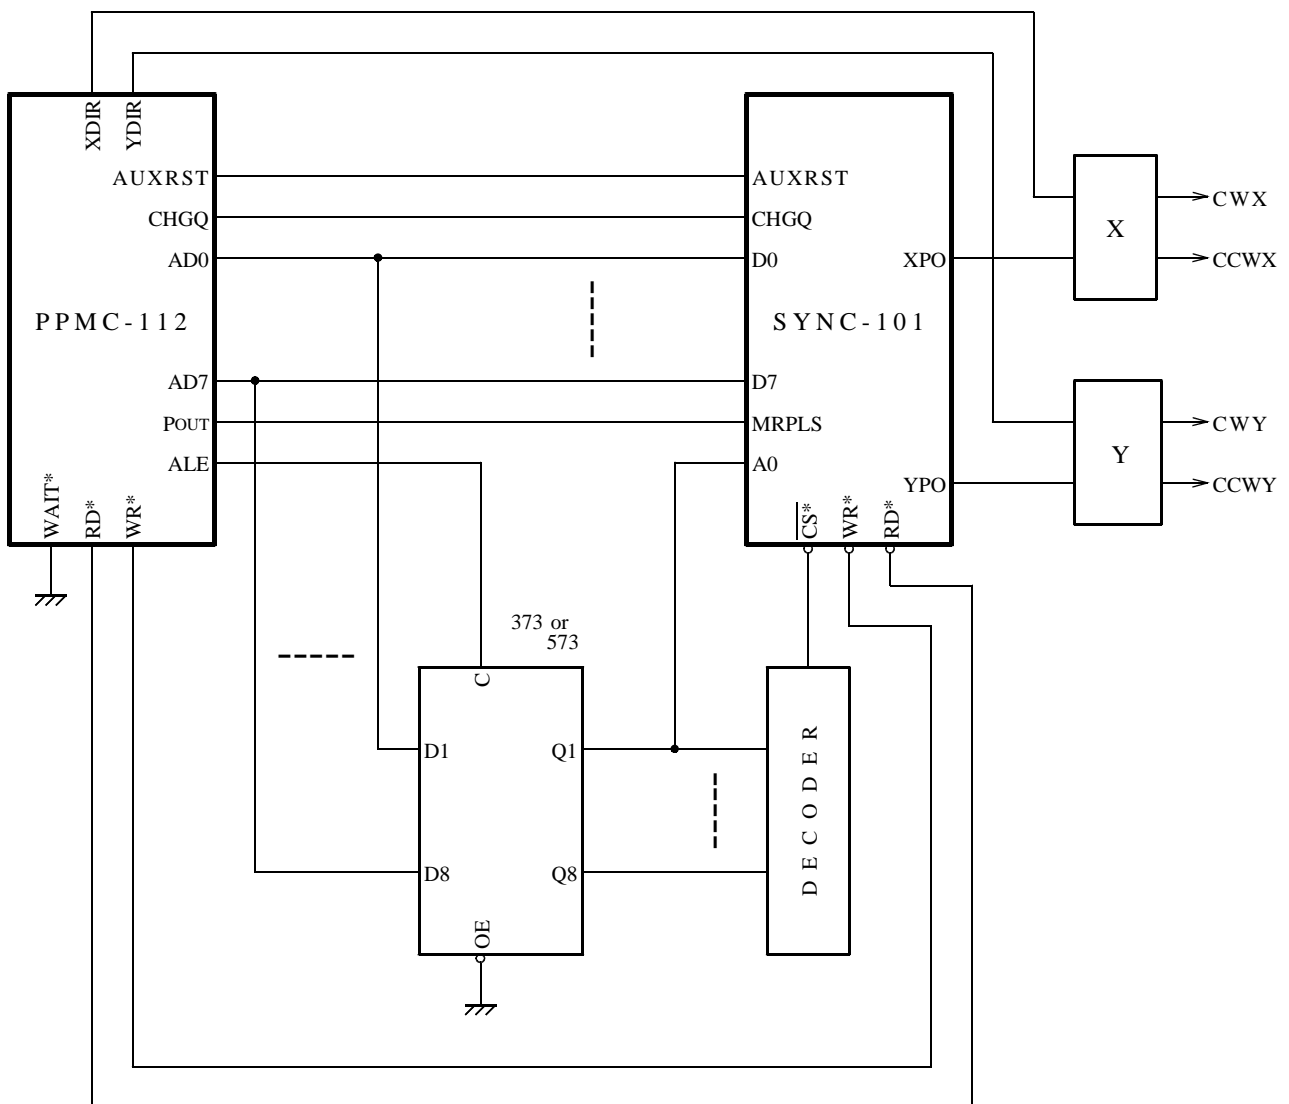 XDIR
YDIR
AUXRST
CHGQ
AD0
PPMC-112
AD7
POUT
ALE
WAIT*
RD*
WR*
AUXRST
CHGQ
D0
XPO
SYNC-101
D7
MRPLS
A0
YPO
CS*
WR*
RD*
X
CWX
CCWX
Y
CWY
CCWY
373 or
573
C
D1
Q1
D8
Q8
OE
DECODER